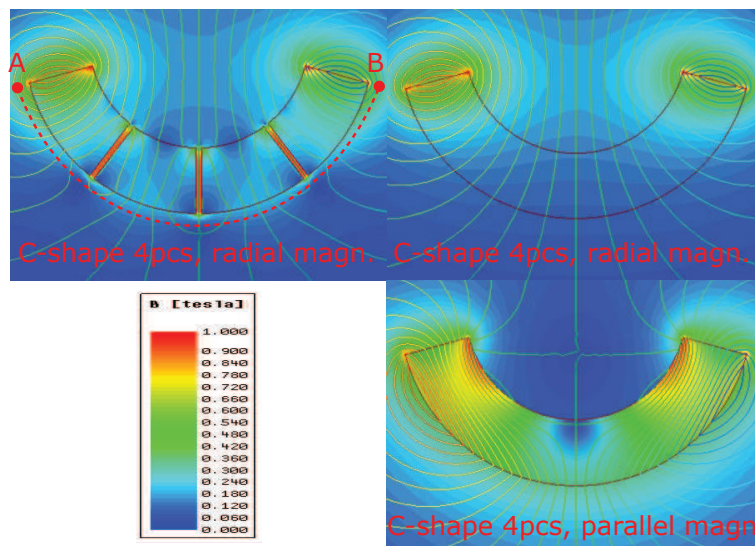 A
B
C-shape 4pcs, radial magn.
C-shape 4pcs, radial magn.
B [tesla]
1.000
0.900
0.840
0.780
0.720
0.660
0.600
0.540
0.480
0.420
0.360
0.300
0.240
0.180
0.120
0.060
0.000
C-shape 4pcs, parallel magn